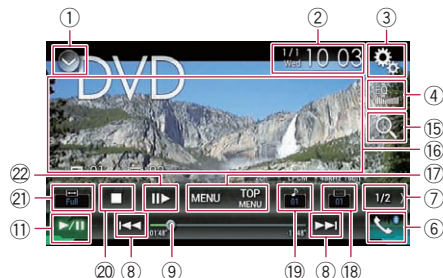 ① ② ③
DVD
1/1
Wed
10 03
④
⑮
⑯
㉒ ⑰
㉑ Full MENU TOP
MENU
01 01 1/2 ⑦
⑪ 01'48" -1'48" ⑥
⑳ ⑧ ⑨ ⑲ ⑧ ⑱